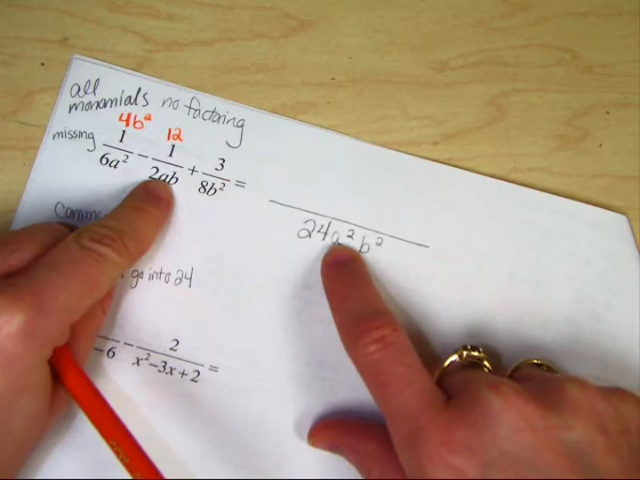 all
monomials no factoring
4b² 12
missing 1/6a² - 1/2ab + 3/8b² =
24a²b²
Comm
go into 24
-6 - 2/x²-3x+2 =